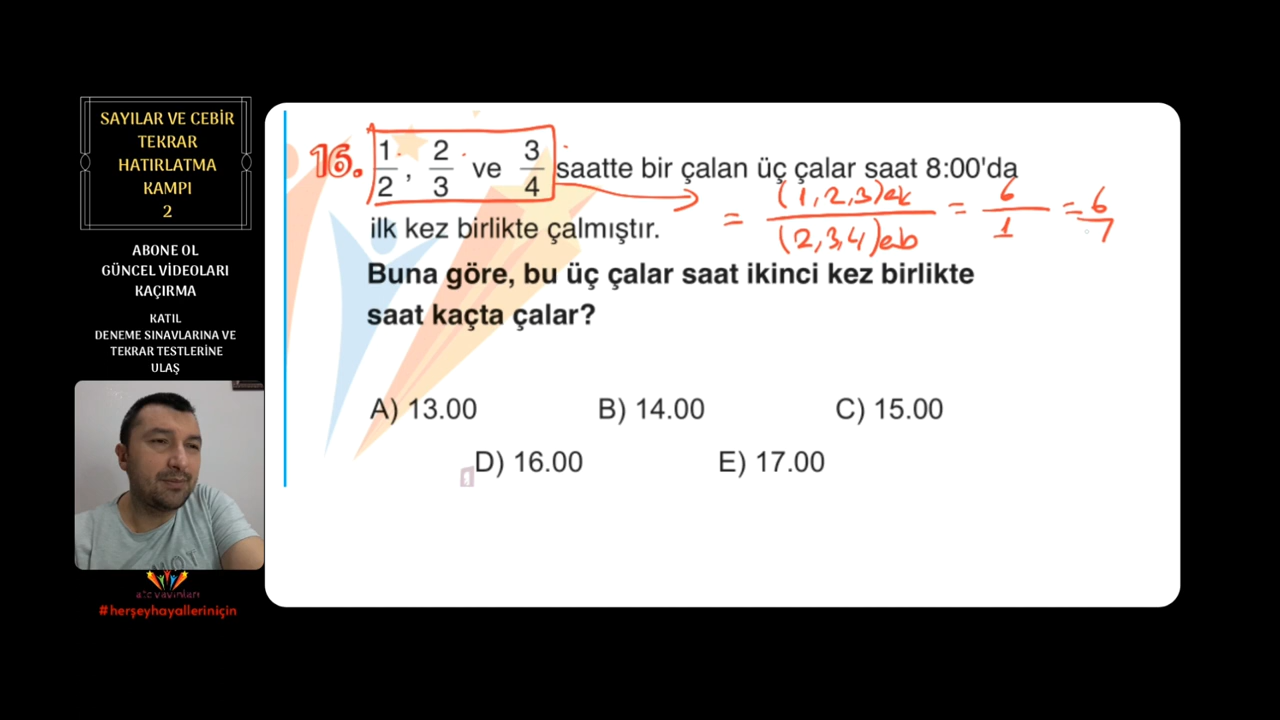 SAYILAR VE CEBİR
TEKRAR
HATIRLATMA
KAMPI
2
ABONE OL
GÜNCEL VİDEOLARI
KAÇIRMA
KATIL
DENEME SINAVLARINA VE
TEKRAR TESTLERİNE
ULAŞ
#herşeyhayalleriniçin
16. 1/2, 2/3 ve 3/4 saatte bir çalan üç çalar saat 8:00'da
= (1,2,3)ek / (2,3,4)eb = 6/1 = 6
7
ilk kez birlikte çalmıştır.
Buna göre, bu üç çalar saat ikinci kez birlikte
saat kaçta çalar?
A) 13.00 B) 14.00 C) 15.00
D) 16.00 E) 17.00